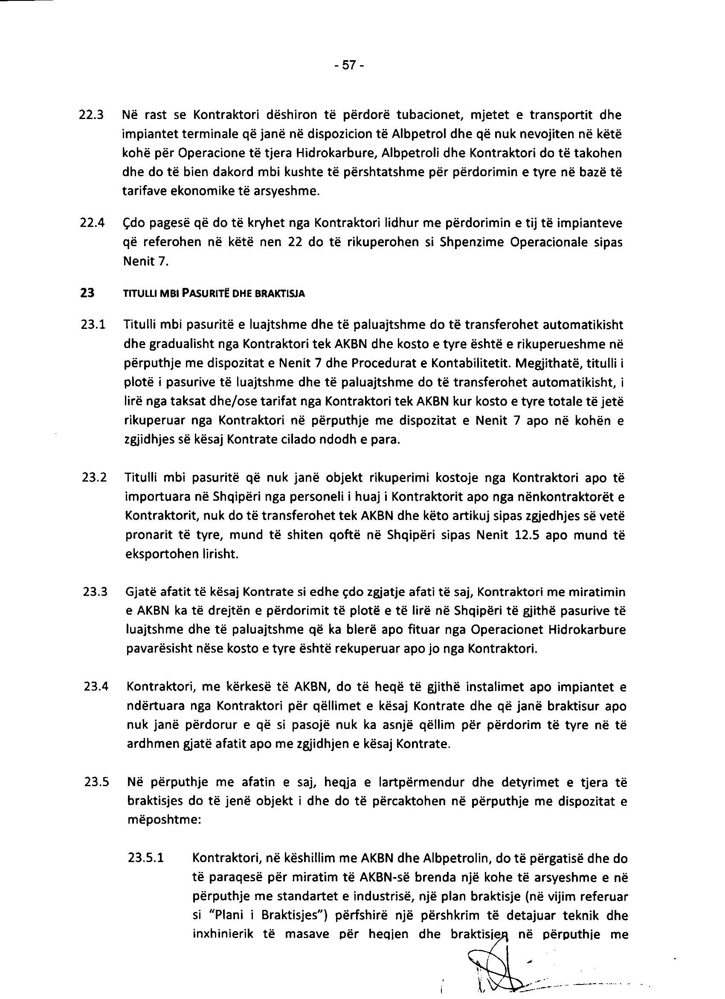 - 57 -
22.3 Në rast se Kontraktori dëshiron të përdorë tubacionet, mjetet e transportit dhe
impiantet terminale që janë në dispozicion të Albpetrol dhe që nuk nevojiten në këtë
kohë për Operacione të tjera Hidrokarbure, Albpetroli dhe Kontraktori do të takohen
dhe do të bien dakord mbi kushte të përshtatshme për përdorimin e tyre në bazë të
tarifave ekonomike të arsyeshme.
22.4 Çdo pagesë që do të kryhet nga Kontraktori lidhur me përdorimin e tij të impianteve
që referohen në këtë nen 22 do të rikuperohen si Shpenzime Operacionale sipas
Nenit 7.
23 TITULLI MBI PASURITË DHE BRAKTISJA
23.1 Titulli mbi pasuritë e luajtshme dhe të paluajtshme do të transferohet automatikisht
dhe gradualisht nga Kontraktori tek AKBN dhe kosto e tyre është e rikuperueshme në
përputhje me dispozitat e Nenit 7 dhe Procedurat e Kontabilitetit. Megjithatë, titulli i
plotë i pasurive të luajtshme dhe të paluajtshme do të transferohet automatikisht, i
lirë nga taksat dhe/ose tarifat nga Kontraktori tek AKBN kur kosto e tyre totale të jetë
rikuperuar nga Kontraktori në përputhje me dispozitat e Nenit 7 apo në kohën e
zgjidhjes së kësaj Kontrate cilado ndodh e para.
23.2 Titulli mbi pasuritë që nuk janë objekt rikuperimi kostoje nga Kontraktori apo të
importuara në Shqipëri nga personeli i huaj i Kontraktorit apo nga nënkontraktorët e
Kontraktorit, nuk do të transferohet tek AKBN dhe këto artikuj sipas zgjedhjes së vetë
pronarit të tyre, mund të shiten qoftë në Shqipëri sipas Nenit 12.5 apo mund të
eksportohen lirisht.
23.3 Gjatë afatit të kësaj Kontrate si edhe çdo zgjatje afati të saj, Kontraktori me miratimin
e AKBN ka të drejtën e përdorimit të plotë e të lirë në Shqipëri të gjithë pasurive të
luajtshme dhe të paluajtshme që ka blerë apo fituar nga Operacionet Hidrokarbure
pavarësisht nëse kosto e tyre është rekuperuar apo jo nga Kontraktori.
23.4 Kontraktori, me kërkesë të AKBN, do të heqë të gjithë instalimet apo impiantet e
ndërtuara nga Kontraktori për qëllimet e kësaj Kontrate dhe që janë braktisur apo
nuk janë përdorur e që si pasojë nuk ka asnjë qëllim për përdorim të tyre në të
ardhmen gjatë afatit apo me zgjidhjen e kësaj Kontrate.
23.5 Në përputhje me afatin e saj, heqja e lartpërmendur dhe detyrimet e tjera të
braktisjes do të jenë objekt i dhe do të përcaktohen në përputhje me dispozitat e
mëposhtme:
23.5.1 Kontraktori, në këshillim me AKBN dhe Albpetrolin, do të përgatisë dhe do
të paraqesë për miratim të AKBN-së brenda një kohe të arsyeshme e në
përputhje me standartet e industrisë, një plan braktisje (në vijim referuar
si “Plani i Braktisjes”) përfshirë një përshkrim të detajuar teknik dhe
inxhinierik të masave për heqjen dhe braktisjen në përputhje me